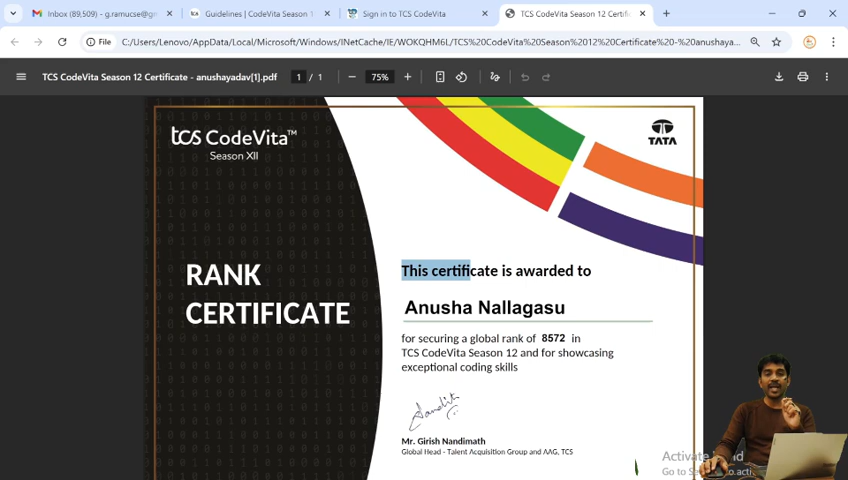 Inbox (89,509) - g.ramucse@gm
Guidelines | CodeVita Season 1
Sign in to TCS CodeVita
TCS CodeVita Season 12 Certific
File
C:/Users/Lenovo/AppData/Local/Microsoft/Windows/INetCache/IE/WOKQHM6L/TCS%20CodeVita%20Season%2012%20Certificate%20-%20anushaya...
TCS CodeVita Season 12 Certificate - anushayadav[1].pdf
1 / 1
75%
tcs CodeVita™
Season XII
TATA
RANK
CERTIFICATE
This certificate is awarded to
Anusha Nallagasu
for securing a global rank of 8572 in
TCS CodeVita Season 12 and for showcasing
exceptional coding skills
Mr. Girish Nandimath
Global Head - Talent Acquisition Group and AAG, TCS